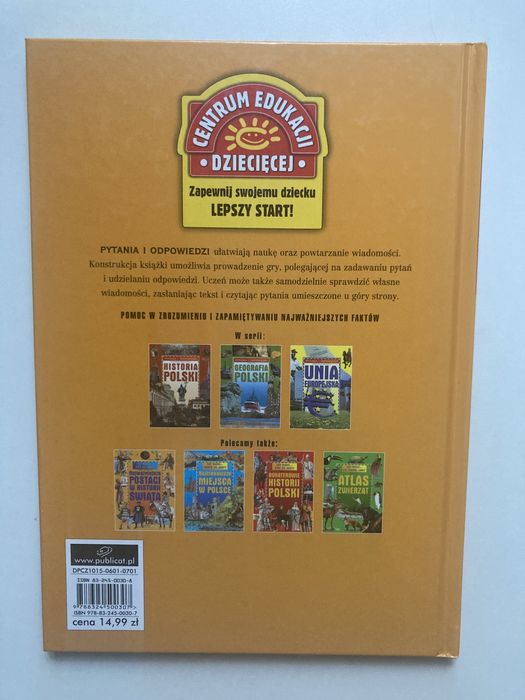 CENTRUM EDUKACJI
• DZIECIĘCEJ •
Zapewnij swojemu dziecku
LEPSZY START!
PYTANIA I ODPOWIEDZI ułatwiają naukę oraz powtarzanie wiadomości.
Konstrukcja książki umożliwia prowadzenie gry, polegającej na zadawaniu pytań
i udzielaniu odpowiedzi. Uczeń może także samodzielnie sprawdzić własne
wiadomości, zasłaniając tekst i czytając pytania umieszczone u góry strony.
POMOC W ZROZUMIENIU I ZAPAMIĘTYWANIU NAJWAŻNIEJSZYCH FAKTÓW
W serii:
HISTORIA
POLSKI
GEOGRAFIA
POLSKI
UNIA
EUROPEJSKA
Polecamy także:
POSTACI
W HISTORII
ŚWIATA
MIEJSCA
W POLSCE
BOHATEROWIE
HISTORII
POLSKI
ATLAS
ZWIERZĄT
www.publicat.pl
DPCZ1015-0601-0701
ISBN 83-245-0030-8
9 788324 500307 >
ISBN 978-83-245-0030-7
cena 14,99 zł